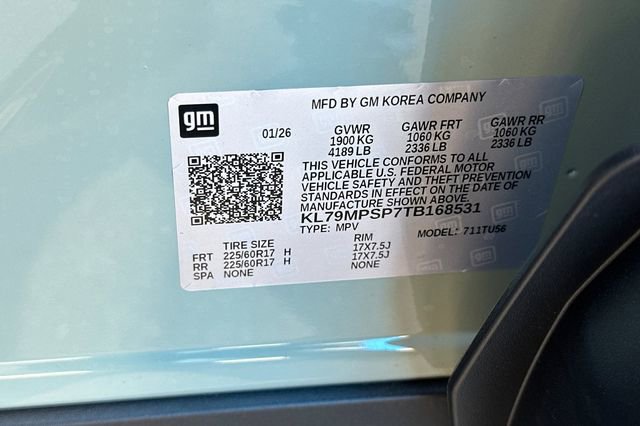 MFD BY GM KOREA COMPANY
gm
01/26 GVWR GAWR FRT GAWR RR
1900 KG 1060 KG 1060 KG
4189 LB 2336 LB 2336 LB
THIS VEHICLE CONFORMS TO ALL
APPLICABLE U.S. FEDERAL MOTOR
VEHICLE SAFETY AND THEFT PREVENTION
STANDARDS IN EFFECT ON THE DATE OF
MANUFACTURE SHOWN ABOVE.
KL79MPSP7TB168531
TYPE: MPV MODEL: 711TU56
TIRE SIZE RIM
FRT 225/60R17 H 17X7.5J
RR 225/60R17 H 17X7.5J
SPA NONE NONE